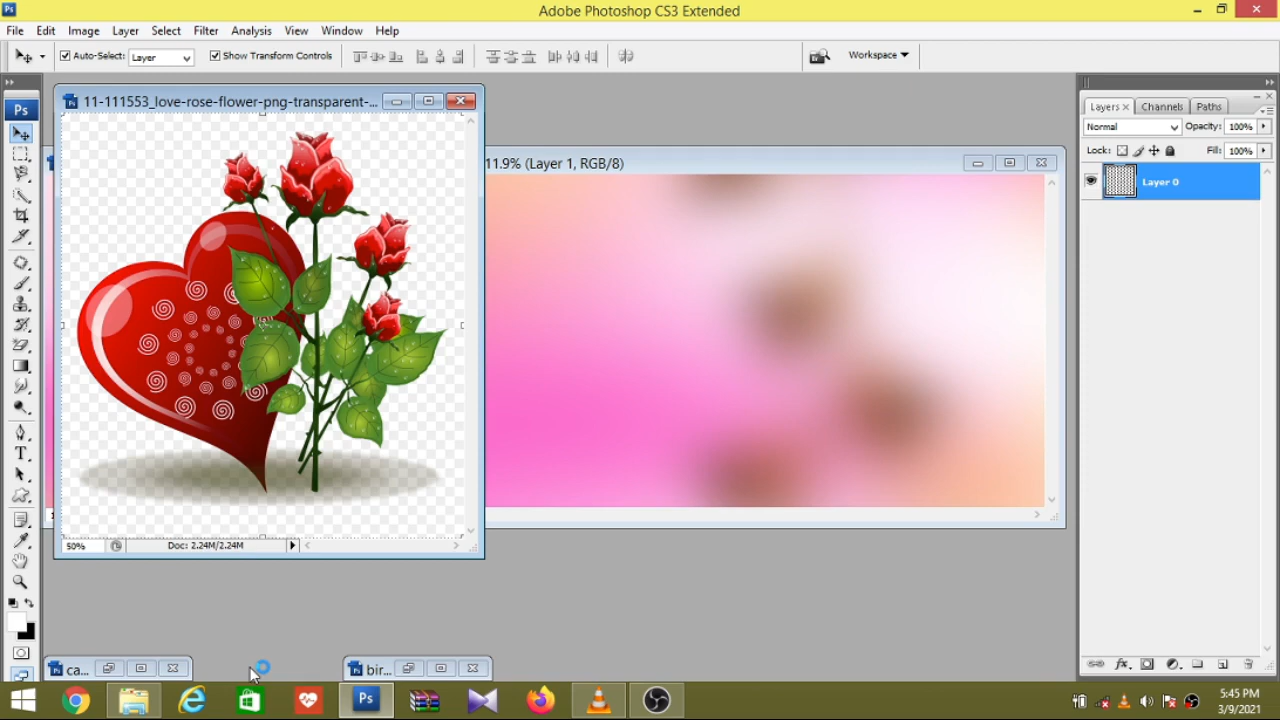 Adobe Photoshop CS3 Extended
File Edit Image Layer Select Filter Analysis View Window Help
Auto-Select: Layer Show Transform Controls Workspace
11-111553_love-rose-flower-png-transparent-...
11.9% (Layer 1, RGB/8)
Ps
Layers x Channels Paths
Normal Opacity: 100%
Lock: Fill: 100%
Layer 0
T
50% Doc: 2.24M/2.24M
ca...
bir...
Ps
5:45 PM
3/9/2021